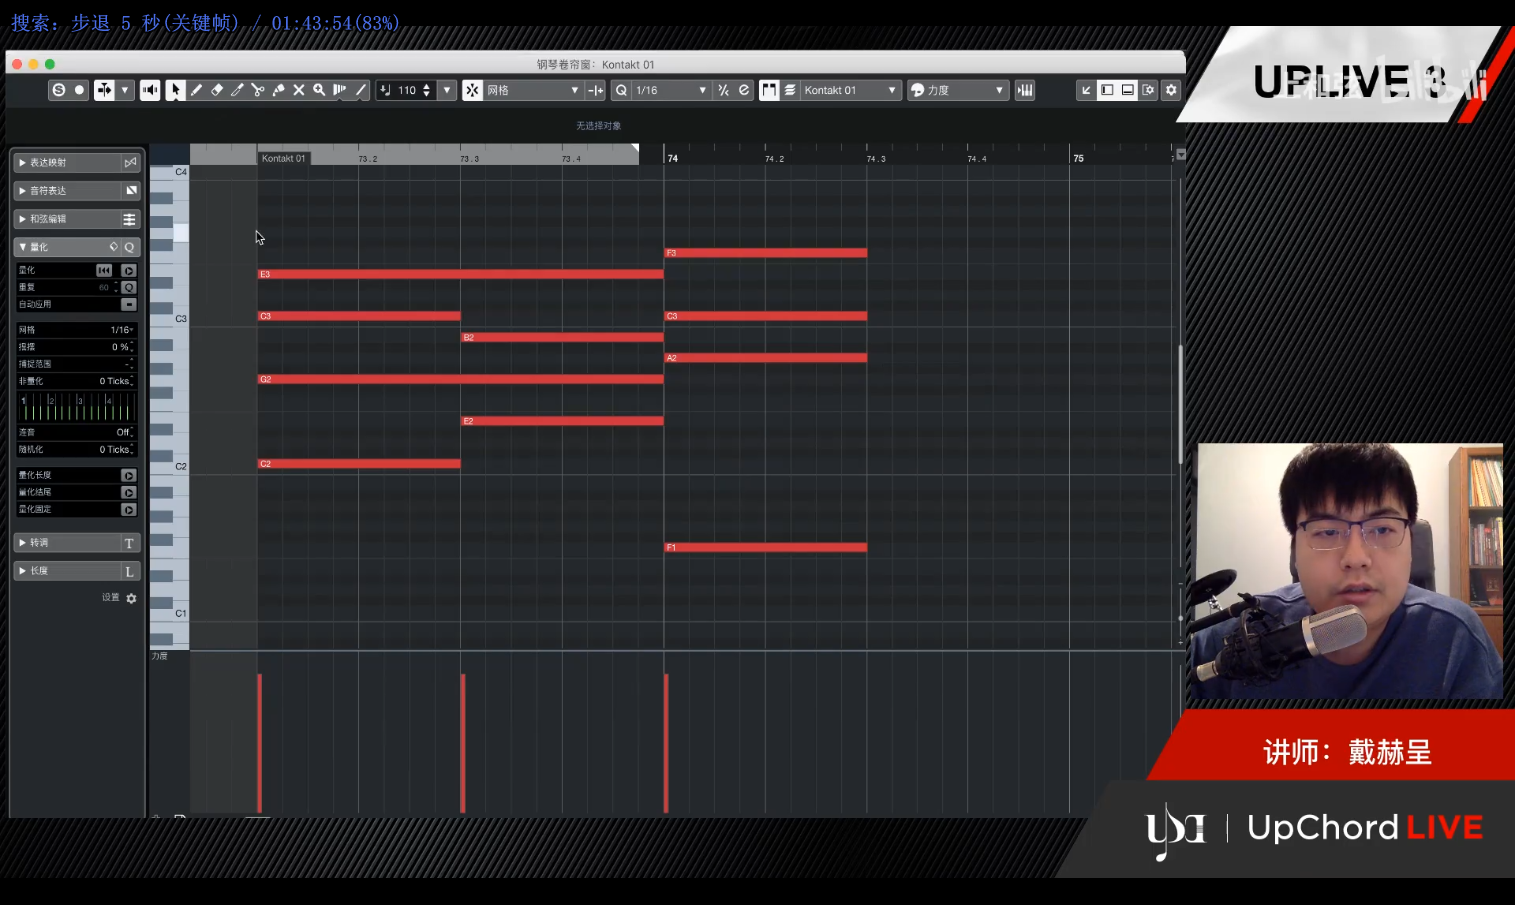 搜索: 步退 5 秒(关键帧) / 01:43:54(83%)
钢琴卷帘窗: Kontakt 01
110
网格
1/16
Kontakt 01
力度
无选择对象
Kontakt 01
73.2
73.3
73.4
74
74.2
74.3
74.4
75
表达映射
音符表达
和弦编辑
量化
Q
量化
重复
60
自动应用
网格
1/16
摇摆
0 %
捕捉范围
非量化
0 Ticks
1
2
3
4
连音
Off
随机化
0 Ticks
量化长度
量化结尾
量化固定
转调
T
长度
L
设置
C4
C3
C2
C1
F3
E3
C3
C3
B2
A2
G2
E2
C2
F1
力度
UPLIVE 3
讲师: 戴赫呈
UpChord LIVE